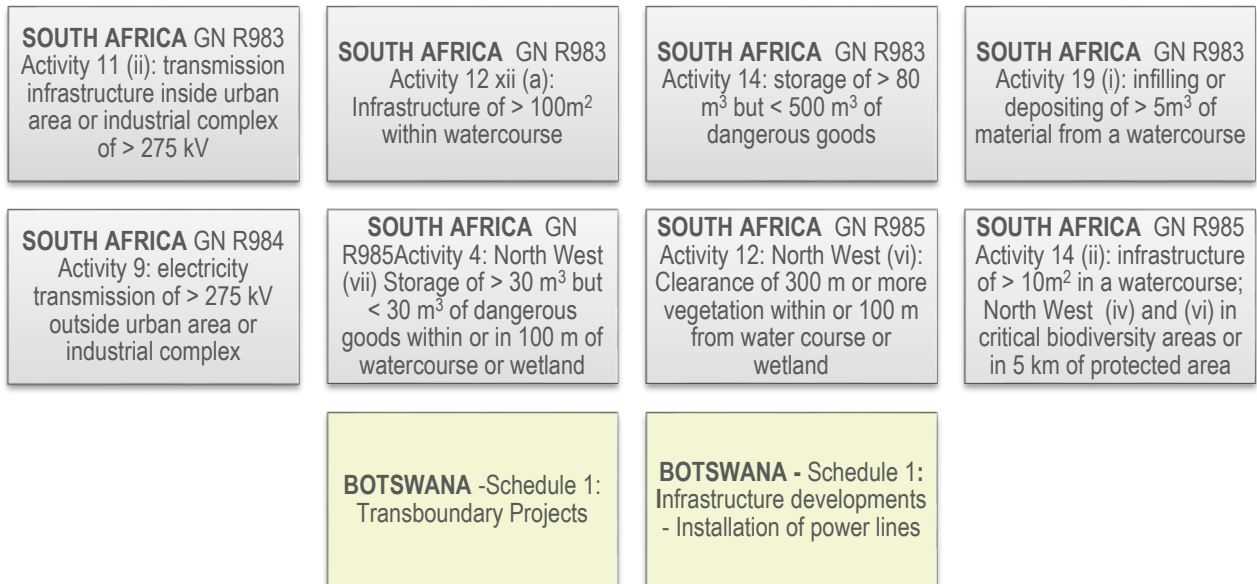 SOUTH AFRICA GN R983
Activity 11 (ii): transmission
infrastructure inside urban
area or industrial complex
of > 275 kV
SOUTH AFRICA GN R983
Activity 12 xii (a):
Infrastructure of > 100m²
within watercourse
SOUTH AFRICA GN R983
Activity 14: storage of > 80
m³ but < 500 m³ of
dangerous goods
SOUTH AFRICA GN R983
Activity 19 (i): infilling or
depositing of > 5m³ of
material from a watercourse
SOUTH AFRICA GN R984
Activity 9: electricity
transmission of > 275 kV
outside urban area or
industrial complex
SOUTH AFRICA GN
R985Activity 4: North West
(vii) Storage of > 30 m³ but
< 30 m³ of dangerous
goods within or in 100 m of
watercourse or wetland
SOUTH AFRICA GN R985
Activity 12: North West (vi):
Clearance of 300 m or more
vegetation within or 100 m
from water course or
wetland
SOUTH AFRICA GN R985
Activity 14 (ii): infrastructure
of > 10m² in a watercourse;
North West (iv) and (vi) in
critical biodiversity areas or
in 5 km of protected area
BOTSWANA -Schedule 1:
Transboundary Projects
BOTSWANA - Schedule 1:
Infrastructure developments
- Installation of power lines